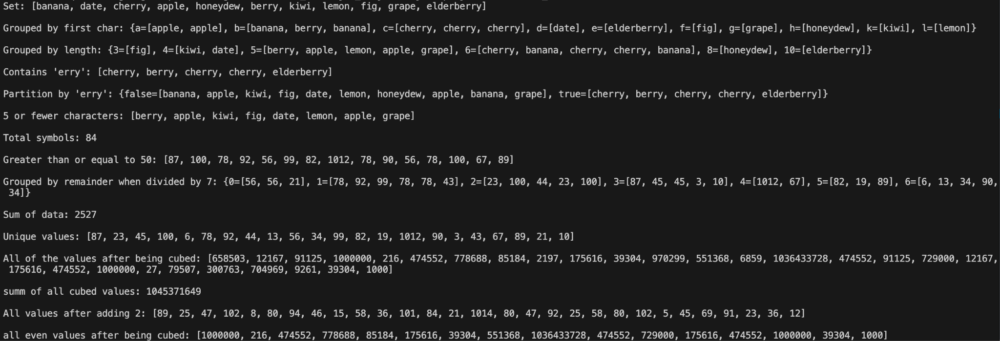 Set: [banana, date, cherry, apple, honeydew, berry, kiwi, lemon, fig, grape, elderberry]
Grouped by first char: {a=[apple, apple], b=[banana, berry, banana], c=[cherry, cherry, cherry], d=[date], e=[elderberry], f=[fig], g=[grape], h=[honeydew], k=[kiwi], l=[lemon]}
Grouped by length: {3=[fig], 4=[kiwi, date], 5=[berry, apple, lemon, apple, grape], 6=[cherry, banana, cherry, cherry, banana], 8=[honeydew], 10=[elderberry]}
Contains 'erry': [cherry, berry, cherry, cherry, elderberry]
Partition by 'erry': {false=[banana, apple, kiwi, fig, date, lemon, honeydew, apple, banana, grape], true=[cherry, berry, cherry, cherry, elderberry]}
5 or fewer characters: [berry, apple, kiwi, fig, date, lemon, apple, grape]
Total symbols: 84
Greater than or equal to 50: [87, 100, 78, 92, 56, 99, 82, 1012, 78, 90, 56, 78, 100, 67, 89]
Grouped by remainder when divided by 7: {0=[56, 56, 21], 1=[78, 92, 99, 78, 78, 43], 2=[23, 100, 44, 23, 100], 3=[87, 45, 45, 3, 10], 4=[1012, 67], 5=[82, 19, 89], 6=[6, 13, 34, 90,
34]}
Sum of data: 2527
Unique values: [87, 23, 45, 100, 6, 78, 92, 44, 13, 56, 34, 99, 82, 19, 1012, 90, 3, 43, 67, 89, 21, 10]
All of the values after being cubed: [658503, 12167, 91125, 1000000, 216, 474552, 778688, 85184, 2197, 175616, 39304, 970299, 551368, 6859, 1036433728, 474552, 91125, 729000, 12167,
175616, 474552, 1000000, 27, 79507, 300763, 704969, 9261, 39304, 1000]
summ of all cubed values: 1045371649
All values after adding 2: [89, 25, 47, 102, 8, 80, 94, 46, 15, 58, 36, 101, 84, 21, 1014, 80, 47, 92, 25, 58, 80, 102, 5, 45, 69, 91, 23, 36, 12]
all even values after being cubed: [1000000, 216, 474552, 778688, 85184, 175616, 39304, 551368, 1036433728, 474552, 729000, 175616, 474552, 1000000, 39304, 1000]